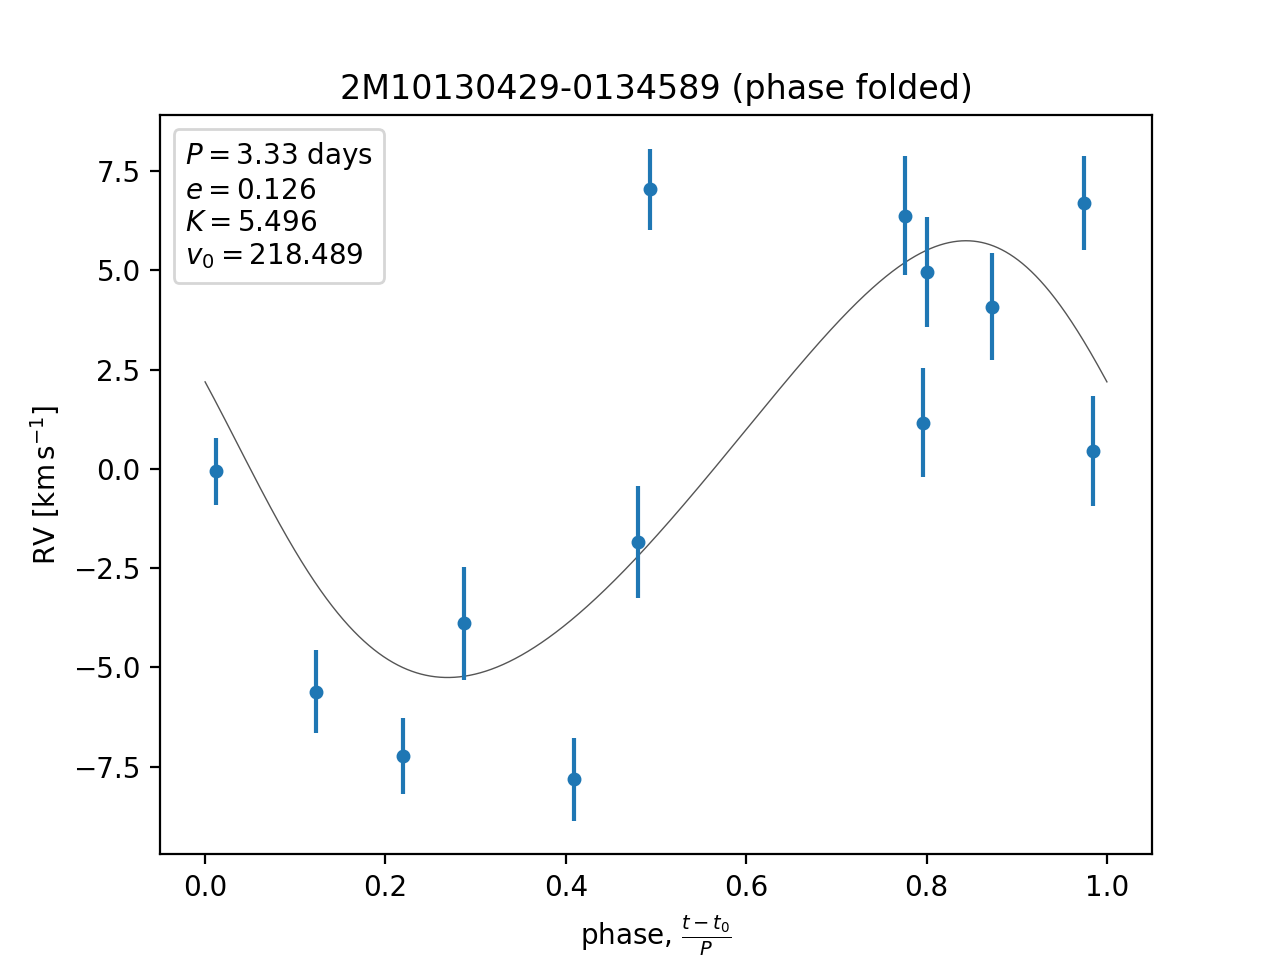 2M10130429-0134589 (phase folded)
P = 3.33 days
e = 0.126
K = 5.496
v₀ = 218.489
7.5
5.0
2.5
0.0
−2.5
−5.0
−7.5
RV [km s⁻¹]
0.0 0.2 0.4 0.6 0.8 1.0
phase, (t − t₀)/P